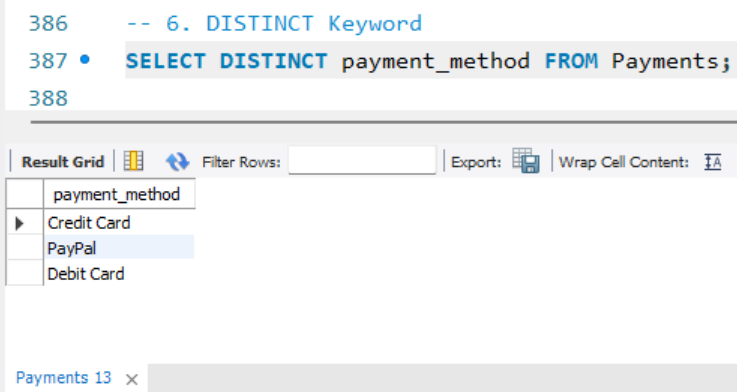 386 -- 6. DISTINCT Keyword
387 SELECT DISTINCT payment_method FROM Payments;
388
Result Grid Filter Rows: Export: Wrap Cell Content: IA
payment_method
Credit Card
PayPal
Debit Card
Payments 13 ×